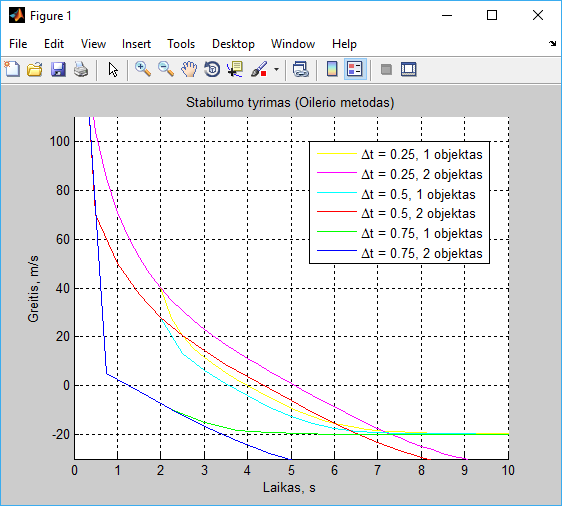 Figure 1
File Edit View Insert Tools Desktop Window Help
Stabilumo tyrimas (Oilerio metodas)
Δt = 0.25, 1 objektas
Δt = 0.25, 2 objektas
Δt = 0.5, 1 objektas
Δt = 0.5, 2 objektas
Δt = 0.75, 1 objektas
Δt = 0.75, 2 objektas
Greitis, m/s
100
80
60
40
20
0
-20
0 1 2 3 4 5 6 7 8 9 10
Laikas, s